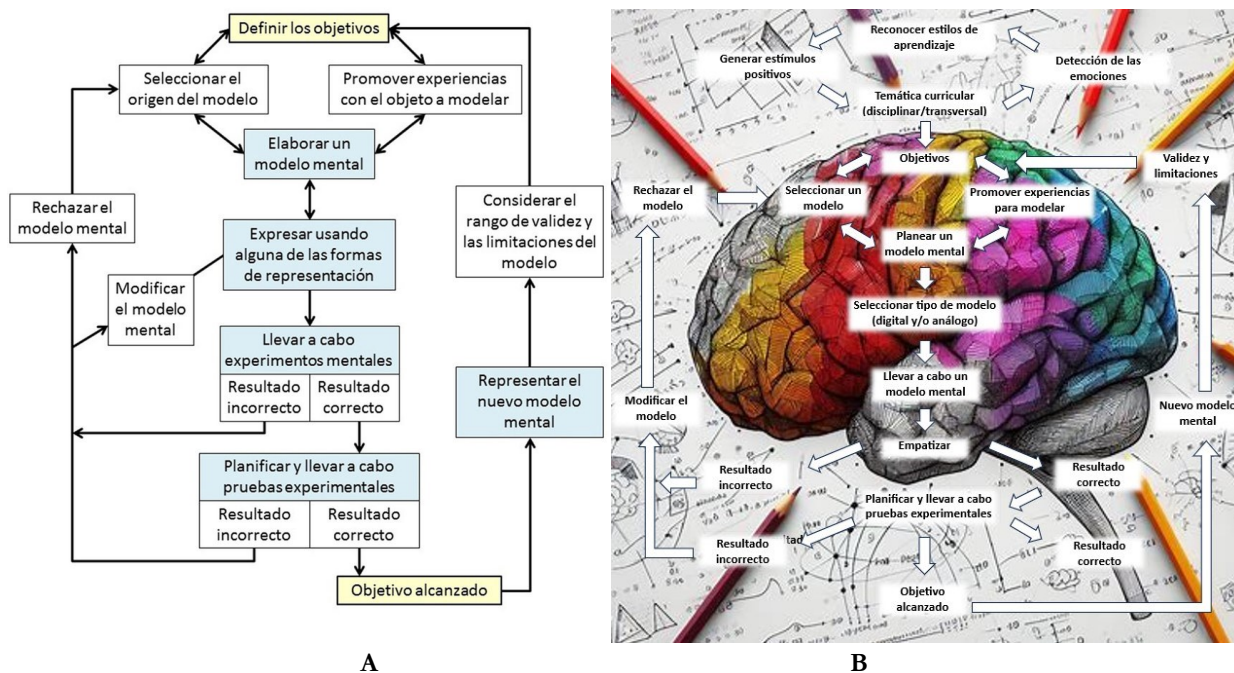 Definir los objetivos
Seleccionar el
origen del modelo
Promover experiencias
con el objeto a modelar
Elaborar un
modelo mental
Rechazar el
modelo mental
Expresar usando
alguna de las formas
de representación
Considerar el
rango de validez y
las limitaciones del
modelo
Modificar
el modelo
mental
Llevar a cabo
experimentos mentales
Resultado
incorrecto
Resultado
correcto
Representar el
nuevo modelo
mental
Planificar y llevar a cabo
pruebas experimentales
Resultado
incorrecto
Resultado
correcto
Objetivo alcanzado
A
Reconocer estilos de
aprendizaje
Generar estímulos
positivos
Detección de las
emociones
Temática curricular
(disciplinar/transversal)
Objetivos
Validez y
limitaciones
Rechazar el
modelo
Seleccionar un
modelo
Promover experiencias
para modelar
Planear un
modelo mental
Seleccionar tipo de modelo
(digital y/o análogo)
Llevar a cabo un
modelo mental
Modificar el
modelo
Nuevo modelo
mental
Empatizar
Resultado
incorrecto
Resultado
correcto
Planificar y llevar a cabo
pruebas experimentales
Resultado
incorrecto
Resultado
correcto
Objetivo
alcanzado
B